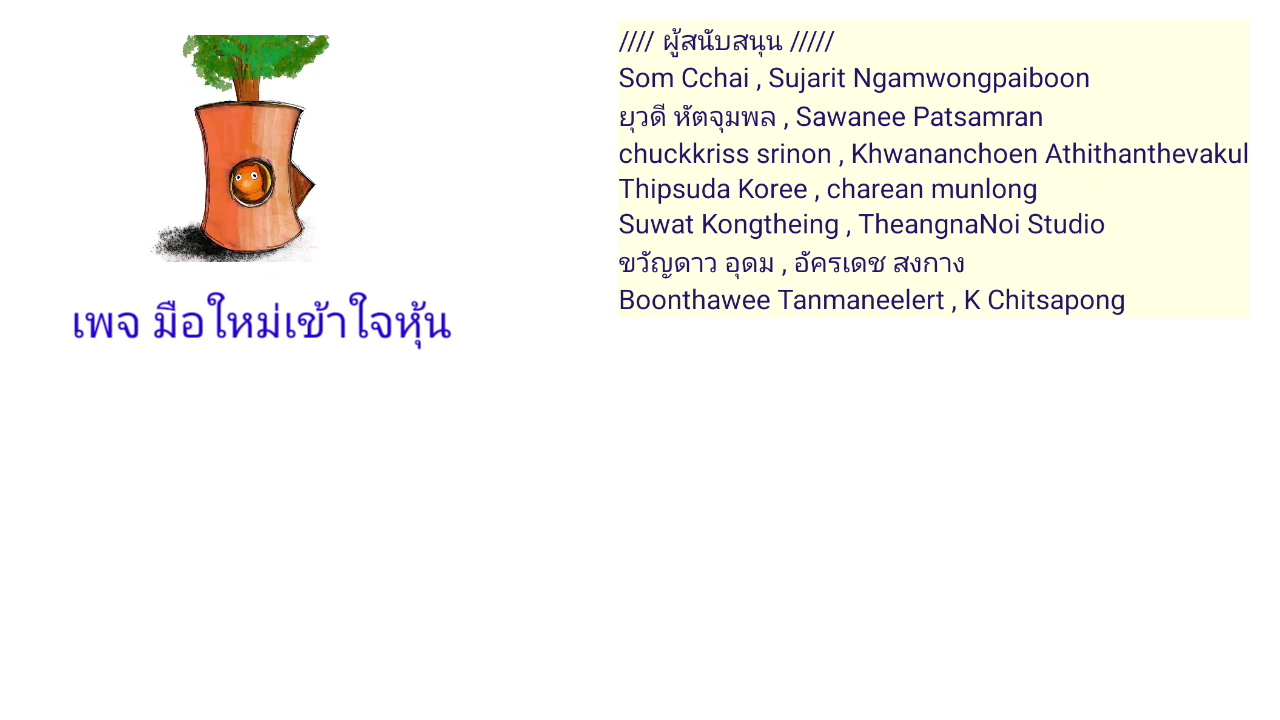 เพจ มือใหม่เข้าใจหุ้น
//// ผู้สนับสนุน /////
Som Cchai , Sujarit Ngamwongpaiboon
ยุวดี หัตจุมพล , Sawanee Patsamran
chuckkriss srinon , Khwananchoen Athithanthevakul
Thipsuda Koree , charean munlong
Suwat Kongtheing , TheangnaNoi Studio
ขวัญดาว อุดม , อัครเดช สงกาง
Boonthawee Tanmaneelert , K Chitsapong